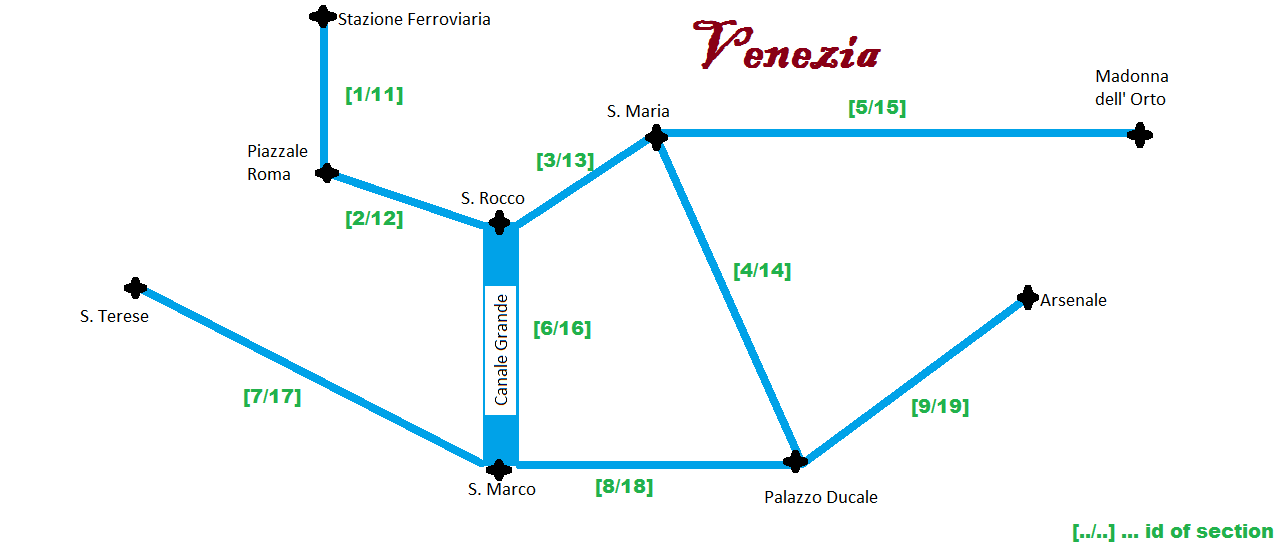 Stazione Ferroviaria
Venezia
[1/11]
Madonna
dell' Orto
S. Maria
[5/15]
Piazzale
Roma
[3/13]
S. Rocco
[2/12]
[4/14]
S. Terese
Arsenale
Canale Grande
[6/16]
[7/17]
[9/19]
S. Marco
[8/18]
Palazzo Ducale
[../..] ... id of section